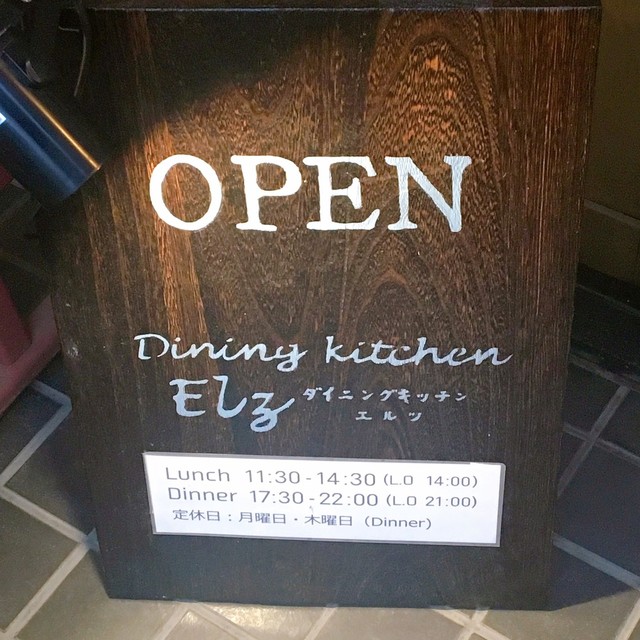 OPEN
Dining kitchen
Elz ダイニングキッチン
エルツ
Lunch 11:30 - 14:30 (L.O 14:00)
Dinner 17:30 - 22:00 (L.O 21:00)
定休日：月曜日・木曜日（Dinner）